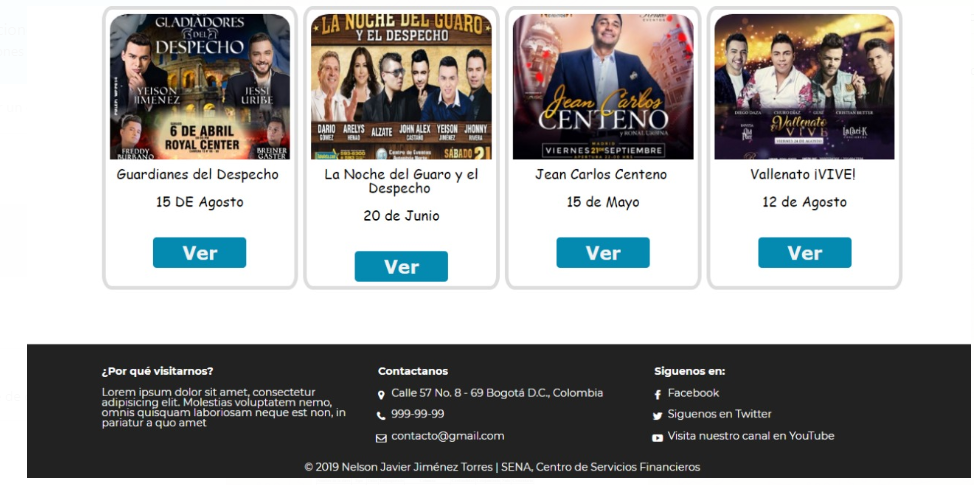 GLADIADORES
DEL
DESPECHO
YEISON
JIMENEZ
JESSI
URIBE
6 DE ABRIL
ROYAL CENTER
FREDDY
BURBANO
BREINER
GASTER
LA NOCHE DEL GUARO
Y EL DESPECHO
DARIO
GÓMEZ
ARELYS
HENAO
ALZATE
JOHN ALEX
CASTAÑO
YEISON
JIMENEZ
JHONNY
RIVERA
SÁBADO 2
Jean Carlos
CENTENO
y RONAL URBINA
MADRID
VIERNES 21 SEPTIEMBRE
Vallenato
VIVE
Guardianes del Despecho
15 DE Agosto
Ver
La Noche del Guaro y el
Despecho
20 de Junio
Ver
Jean Carlos Centeno
15 de Mayo
Ver
Vallenato ¡VIVE!
12 de Agosto
Ver
¿Por qué visitarnos?
Lorem ipsum dolor sit amet, consectetur
adipisicing elit. Molestias voluptatem nemo,
omnis quisquam laboriosam neque est non, in
pariatur a quo amet
Contactanos
Calle 57 No. 8 - 69 Bogotá D.C., Colombia
999-99-99
contacto@gmail.com
Siguenos en:
Facebook
Siguenos en Twitter
Visita nuestro canal en YouTube
© 2019 Nelson Javier Jiménez Torres | SENA, Centro de Servicios Financieros